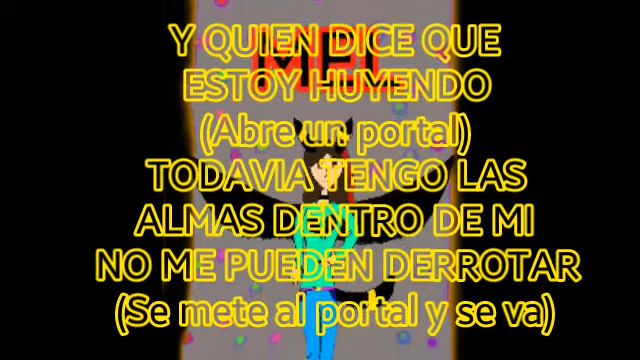 MEL
Y QUIEN DICE QUE
ESTOY HUYENDO
(Abre un portal)
TODAVIA TENGO LAS
ALMAS DENTRO DE MI
NO ME PUEDEN DERROTAR
(Se mete al portal y se va)